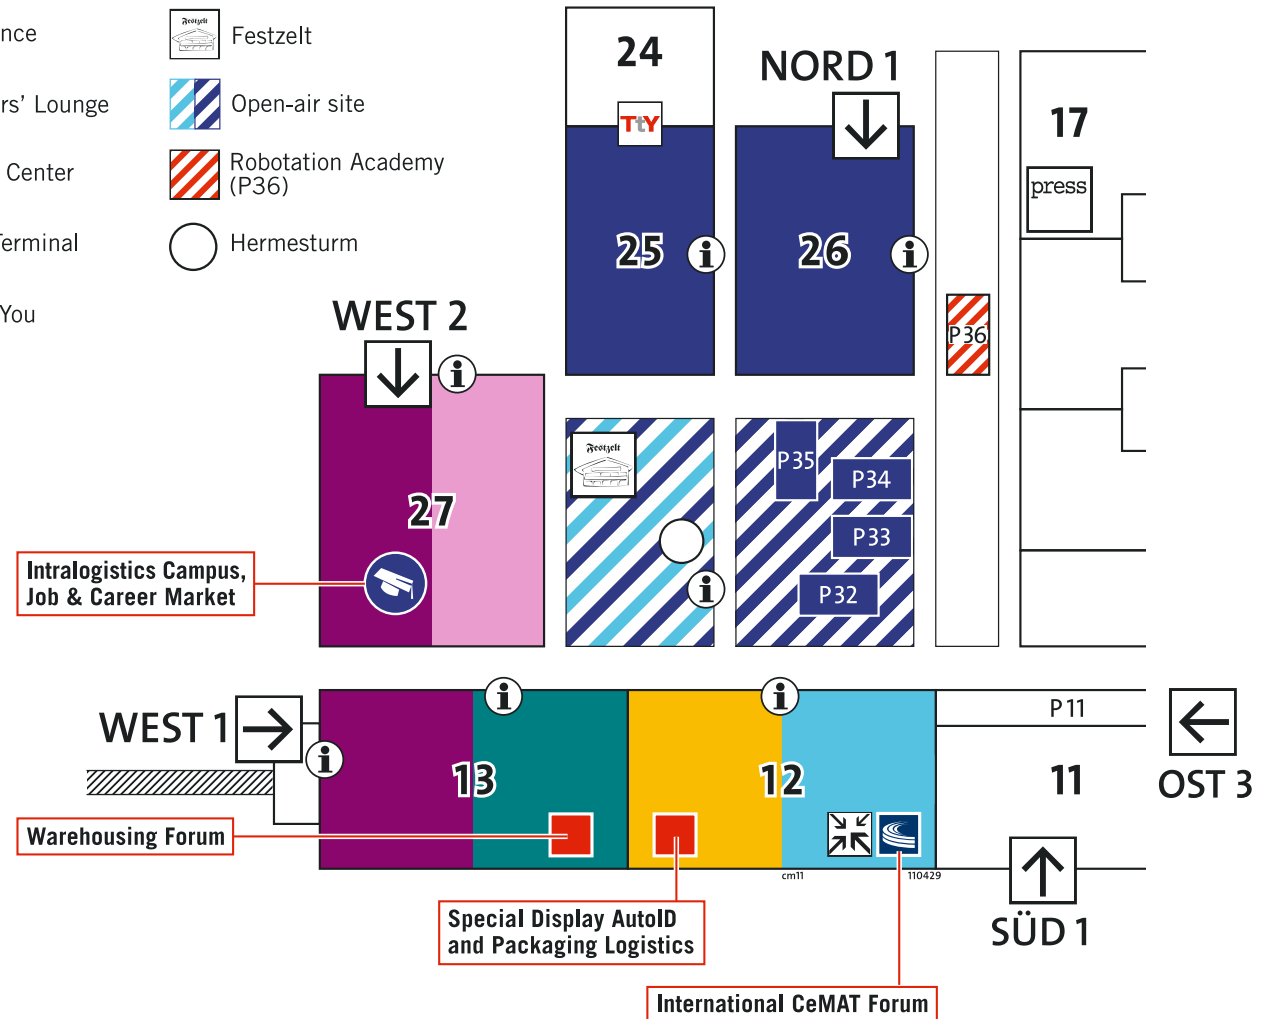 nce
Festzelt
Festzelt
rs’ Lounge
Open-air site
Center
Robotation Academy
(P36)
Terminal
Hermesturm
You
24
TtY
NORD 1
17
press
25
i
26
i
P36
WEST 2
i
27
Festzelt
i
P35
P34
P33
P32
Intralogistics Campus,
Job & Career Market
WEST 1
i
i
i
13
12
P 11
11
OST 3
Warehousing Forum
cm11
110429
SÜD 1
Special Display AutoID
and Packaging Logistics
International CeMAT Forum